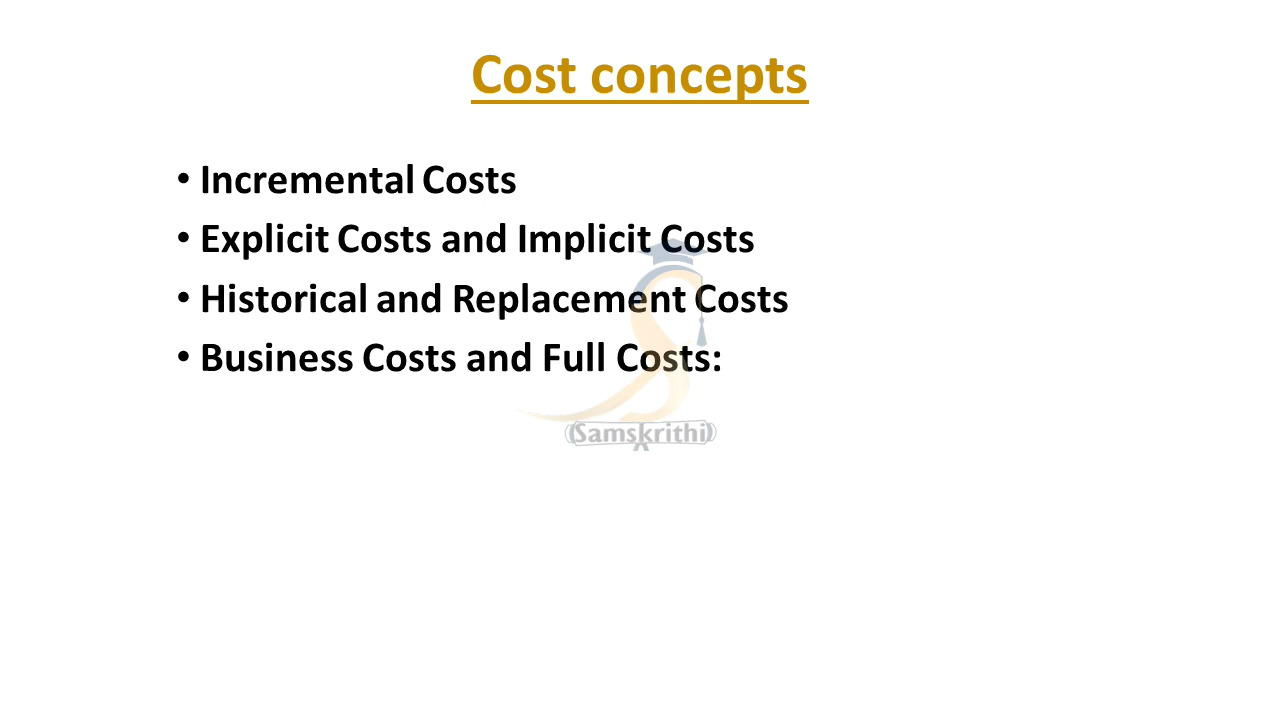 Cost concepts
• Incremental Costs
• Explicit Costs and Implicit Costs
• Historical and Replacement Costs
• Business Costs and Full Costs:
Samskrithi